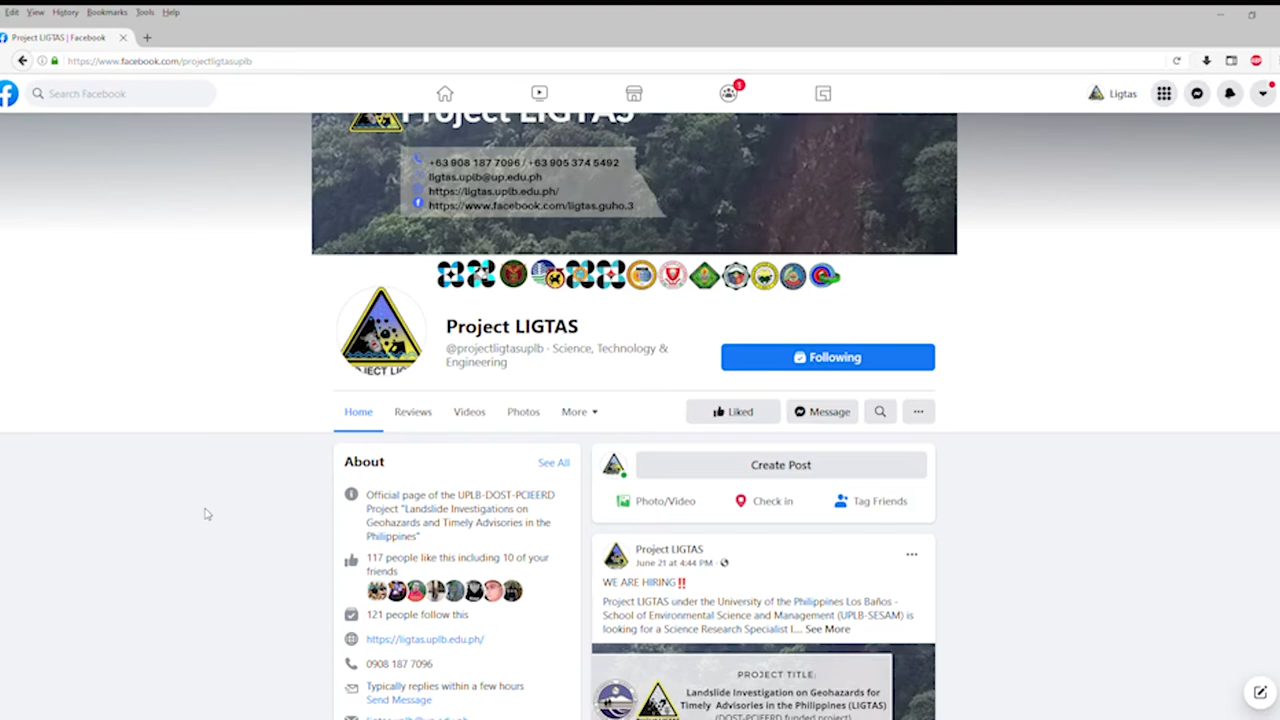 Edit View History Bookmarks Tools Help
Project LIGTAS | Facebook
https://www.facebook.com/projectligtasuplb
Search Facebook
1
Ligtas
Project LIGTAS
+63 908 187 7096 / +63 905 374 5492
ligtas.uplb@up.edu.ph
https://ligtas.uplb.edu.ph/
https://www.facebook.com/ligtas.guho.3
Project LIGTAS
@projectligtasuplb · Science, Technology &
Engineering
Following
Home Reviews Videos Photos More
Liked Message
About
See All
Official page of the UPLB-DOST-PCIEERD
Project "Landslide Investigations on
Geohazards and Timely Advisories in the
Philippines"
117 people like this including 10 of your
friends
121 people follow this
https://ligtas.uplb.edu.ph/
0908 187 7096
Typically replies within a few hours
Send Message
Create Post
Photo/Video Check in Tag Friends
Project LIGTAS
June 21 at 4:44 PM ·
WE ARE HIRING‼
Project LIGTAS under the University of the Philippines Los Baños -
School of Environmental Science and Management (UPLB-SESAM) is
looking for a Science Research Specialist I... See More
PROJECT TITLE:
Landslide Investigation on Geohazards for
Timely Advisories in the Philippines (LIGTAS)
(DOST-PCIEERD funded project)